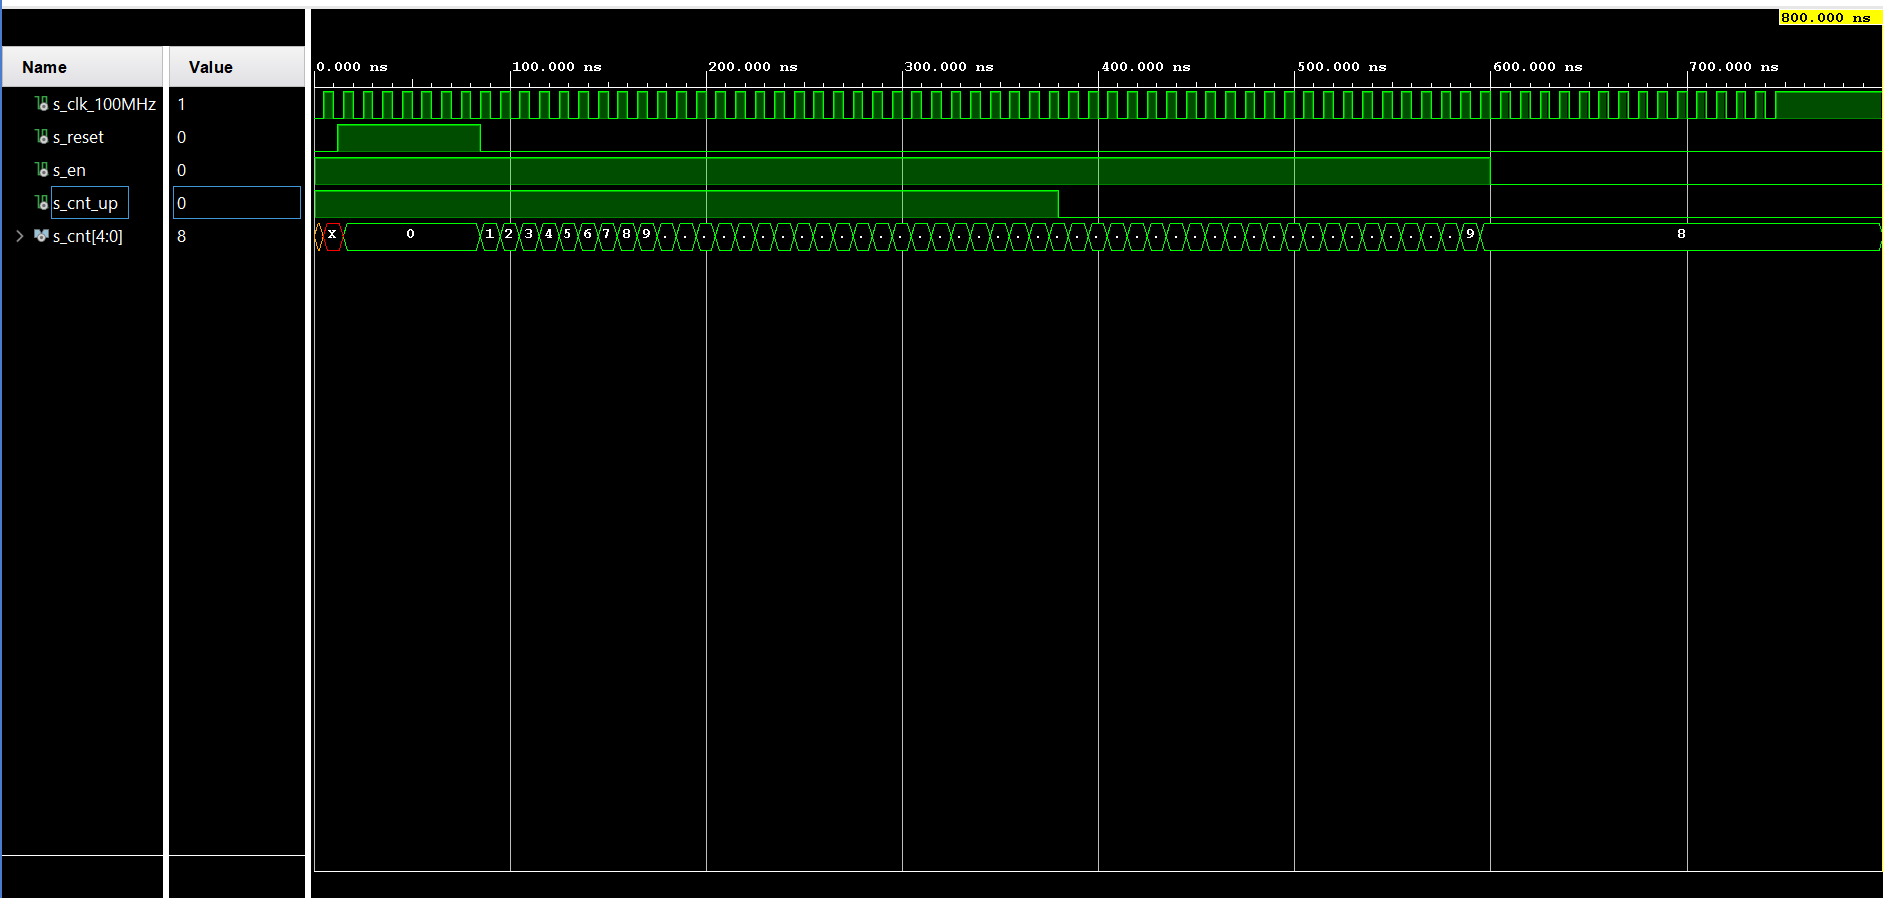 800.000 ns
Name Value
0.000 ns 100.000 ns 200.000 ns 300.000 ns 400.000 ns 500.000 ns 600.000 ns 700.000 ns
s_clk_100MHz 1
s_reset 0
s_en 0
s_cnt_up 0
s_cnt[4:0] 8 X 0 1 2 3 4 5 6 7 8 9 . . . . . . . . . . . . . . . . . . . . . . . . . . . . . . . . . . . . . . . . . 9 8